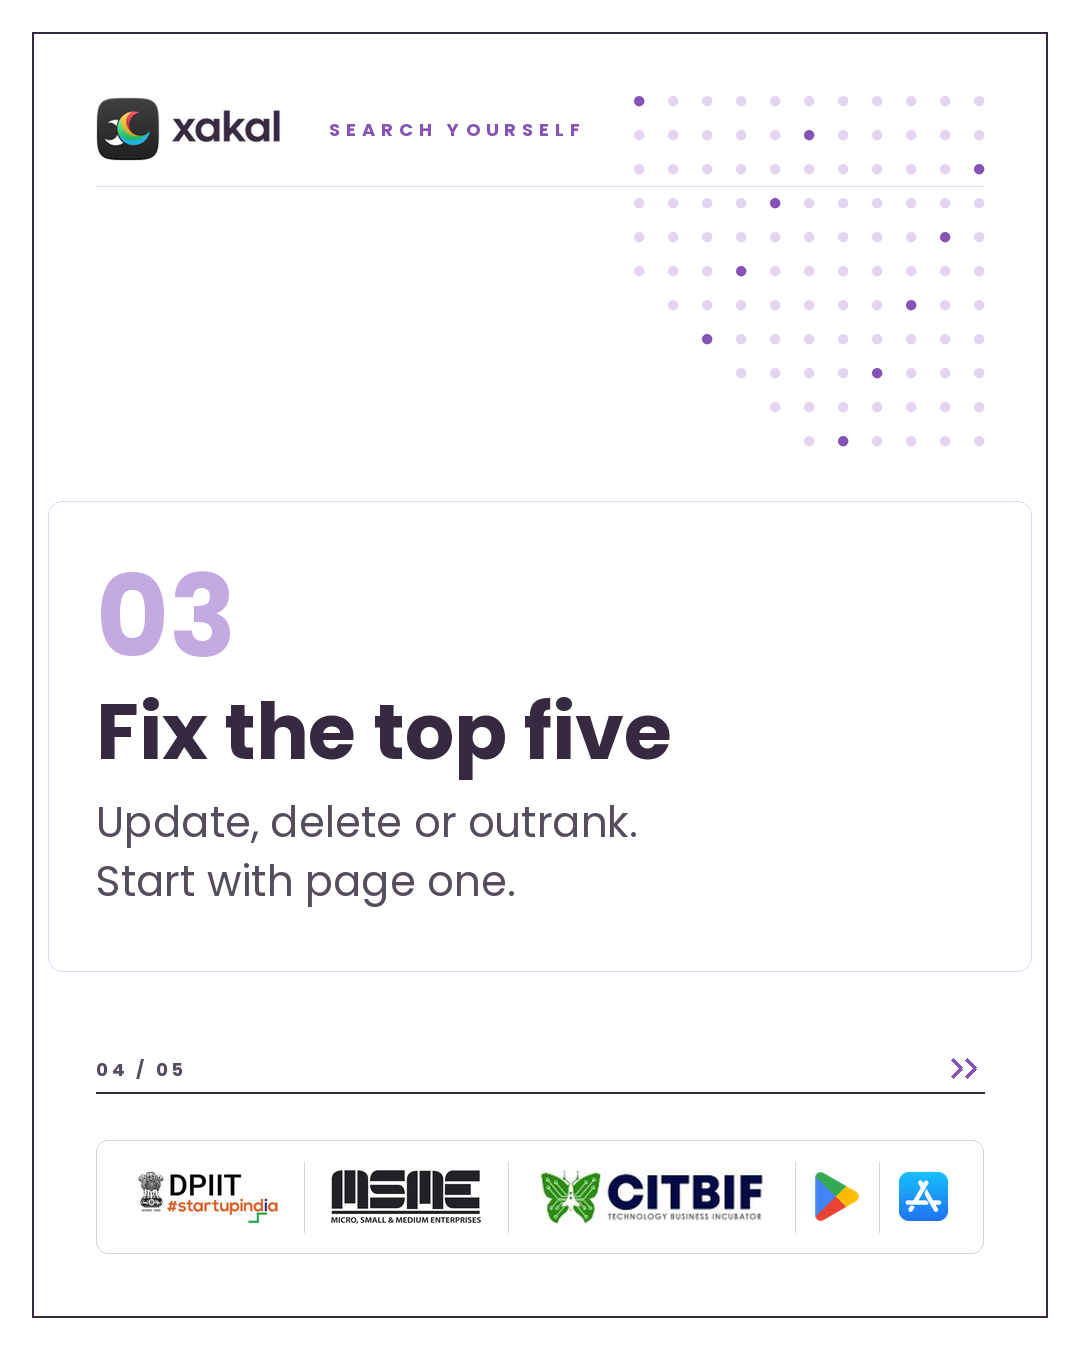 xakal
SEARCH YOURSELF
03
Fix the top five
Update, delete or outrank.
Start with page one.
04 / 05
DPIIT
#startupindia
MSME
MICRO, SMALL & MEDIUM ENTERPRISES
CITBIF
TECHNOLOGY BUSINESS INCUBATOR